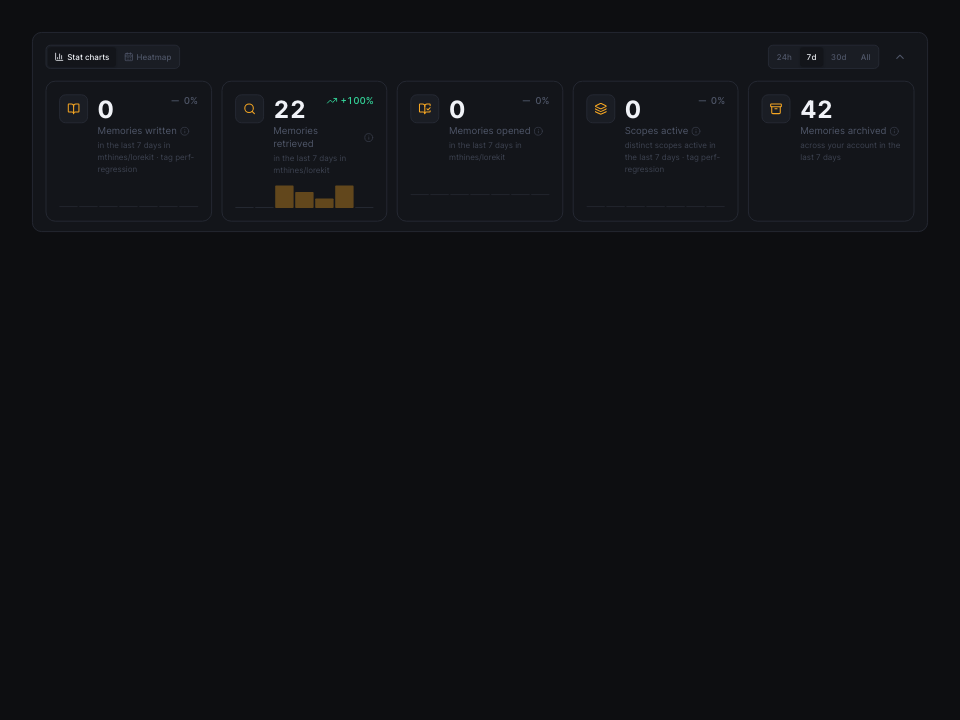 Stat charts
Heatmap
24h
7d
30d
All
0
— 0%
Memories written
in the last 7 days in
mthines/lorekit · tag perf-
regression
22
+100%
Memories
retrieved
in the last 7 days in
mthines/lorekit
0
— 0%
Memories opened
in the last 7 days in
mthines/lorekit
0
— 0%
Scopes active
distinct scopes active in
the last 7 days · tag perf-
regression
42
Memories archived
across your account in the
last 7 days